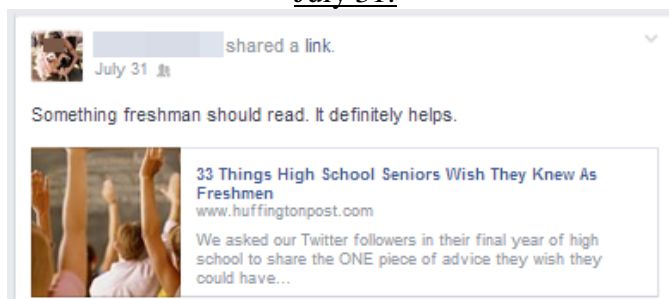 July 31:
shared a link.
July 31
Something freshman should read. It definitely helps.
33 Things High School Seniors Wish They Knew As
Freshmen
www.huffingtonpost.com
We asked our Twitter followers in their final year of high
school to share the ONE piece of advice they wish they
could have...